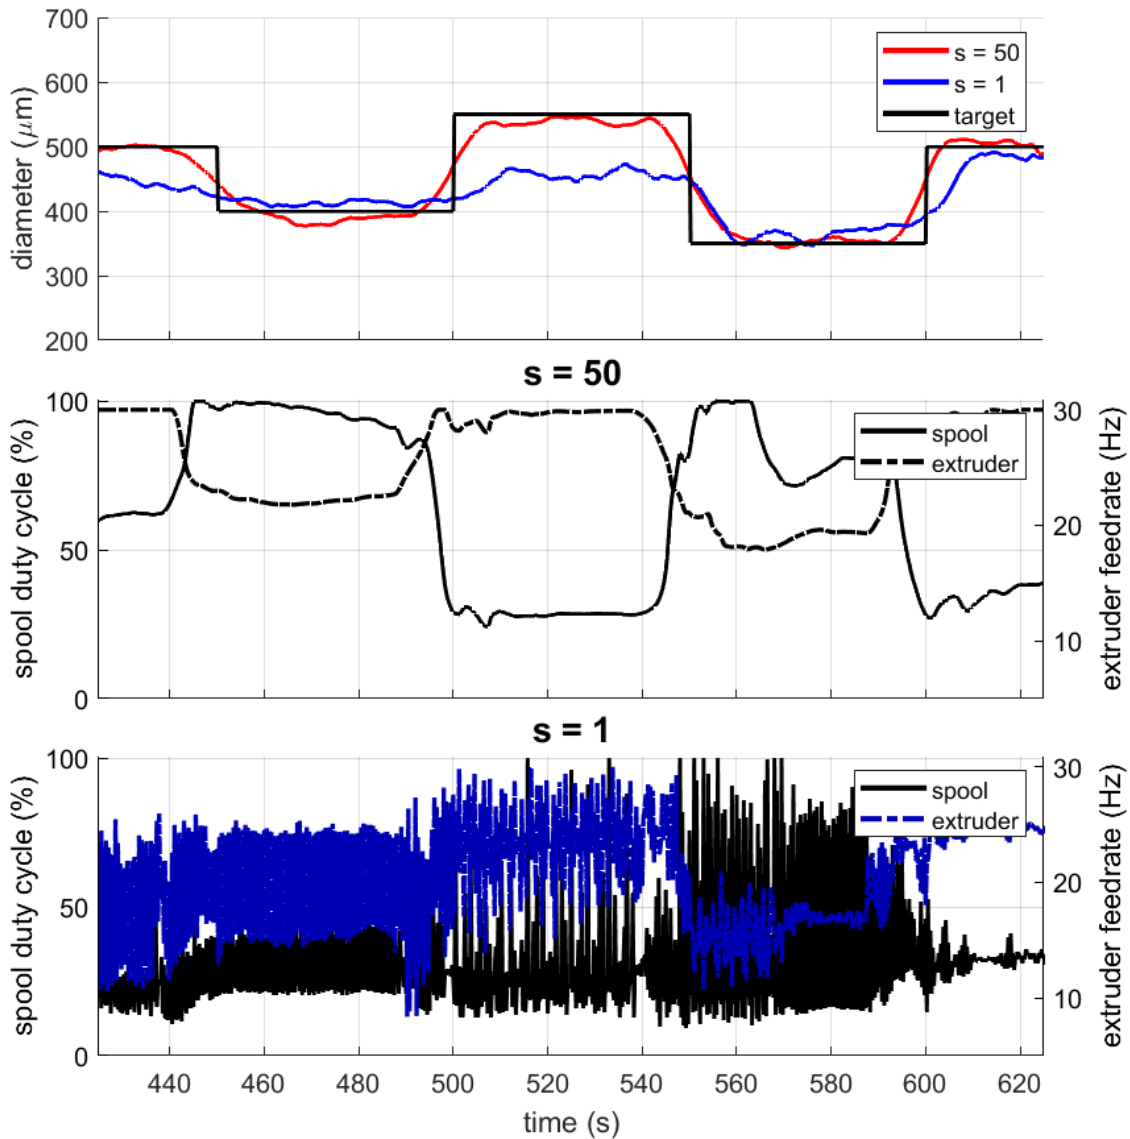 700
600
500
400
300
200
diameter (μm)
s = 50
s = 1
target
s = 50
100
50
0
spool duty cycle (%)
30
20
10
extruder feedrate (Hz)
spool
extruder
s = 1
100
50
0
spool duty cycle (%)
30
20
10
extruder feedrate (Hz)
spool
extruder
440 460 480 500 520 540 560 580 600 620
time (s)